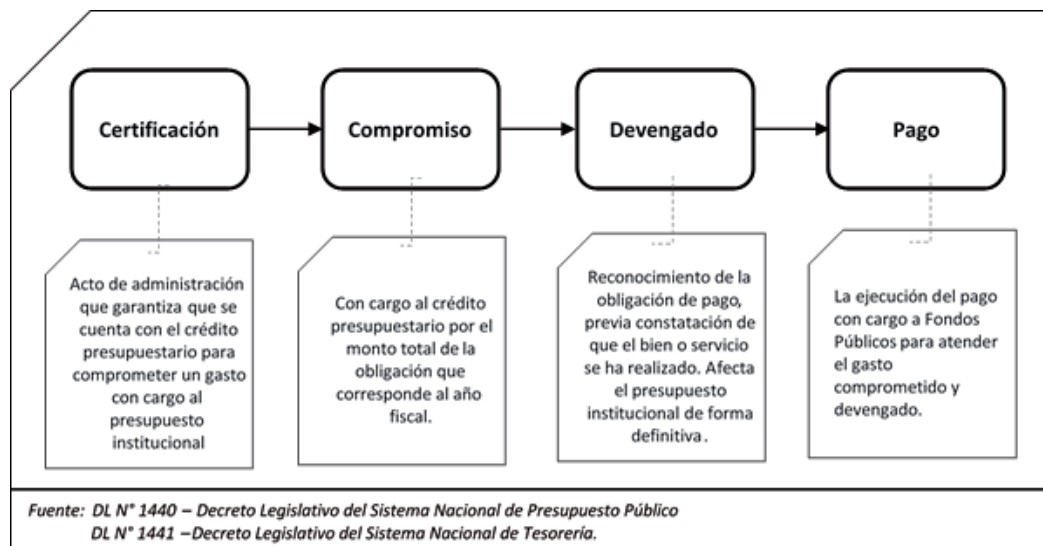 Certificación
Compromiso
Devengado
Pago
Acto de administración
que garantiza que se
cuenta con el crédito
presupuestario para
comprometer un gasto
con cargo al
presupuesto
institucional
Con cargo al crédito
presupuestario por el
monto total de la
obligación que
corresponde al año
fiscal.
Reconocimiento de la
obligación de pago,
previa constatación de
que el bien o servicio
se ha realizado. Afecta
el presupuesto
institucional de forma
definitiva.
La ejecución del pago
con cargo a Fondos
Públicos para atender
el gasto
comprometido y
devengado.
Fuente: DL N° 1440 – Decreto Legislativo del Sistema Nacional de Presupuesto Público
DL N° 1441 –Decreto Legislativo del Sistema Nacional de Tesorería.